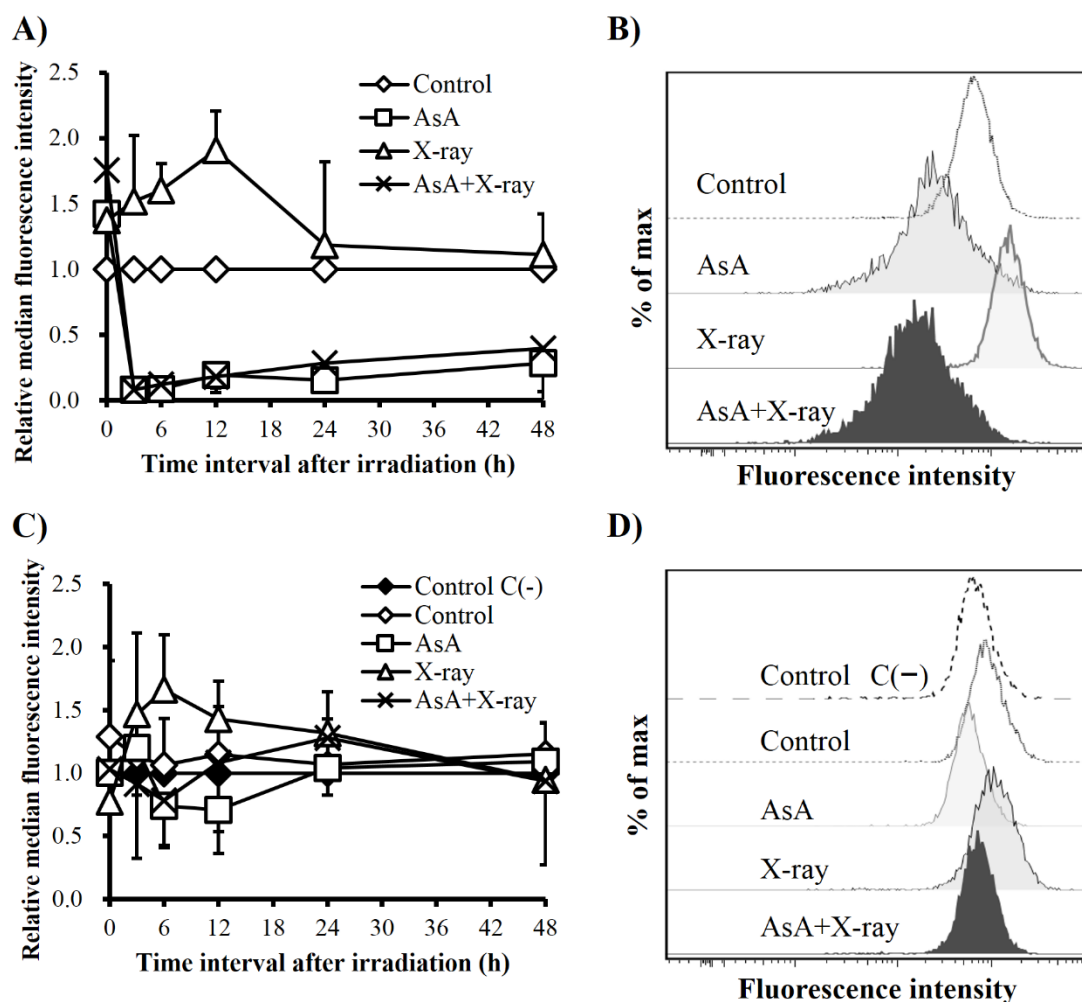 A)
Relative median fluorescence intensity
2.5
2.0
1.5
1.0
0.5
0.0
Control
AsA
X-ray
AsA+X-ray
0 6 12 18 24 30 36 42 48
Time interval after irradiation (h)
B)
% of max
Control
AsA
X-ray
AsA+X-ray
Fluorescence intensity
C)
Relative median fluorescence intensity
2.5
2.0
1.5
1.0
0.5
0.0
Control C(-)
Control
AsA
X-ray
AsA+X-ray
0 6 12 18 24 30 36 42 48
Time interval after irradiation (h)
D)
% of max
Control C(−)
Control
AsA
X-ray
AsA+X-ray
Fluorescence intensity